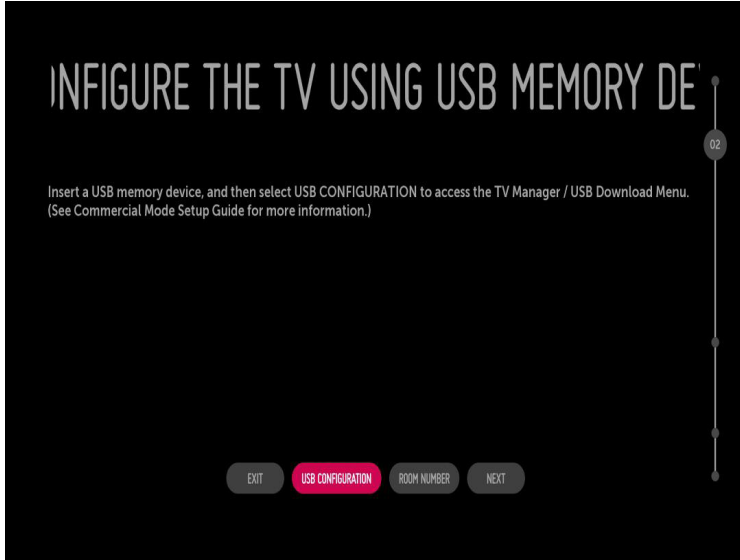 ONFIGURE THE TV USING USB MEMORY DE
02
Insert a USB memory device, and then select USB CONFIGURATION to access the TV Manager / USB Download Menu.
(See Commercial Mode Setup Guide for more information.)
EXIT
USB CONFIGURATION
ROOM NUMBER
NEXT